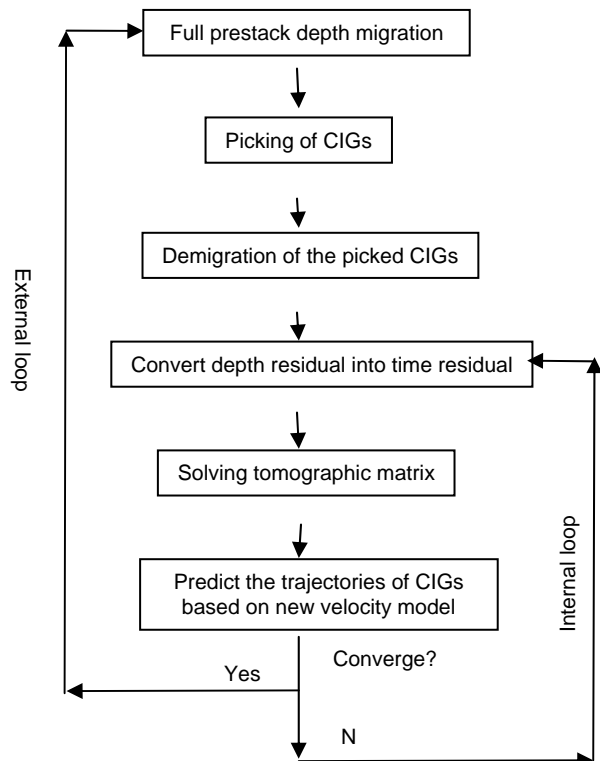 Full prestack depth migration
Picking of CIGs
Demigration of the picked CIGs
External loop
Convert depth residual into time residual
Solving tomographic matrix
Internal loop
Predict the trajectories of CIGs
based on new velocity model
Converge?
Yes
N